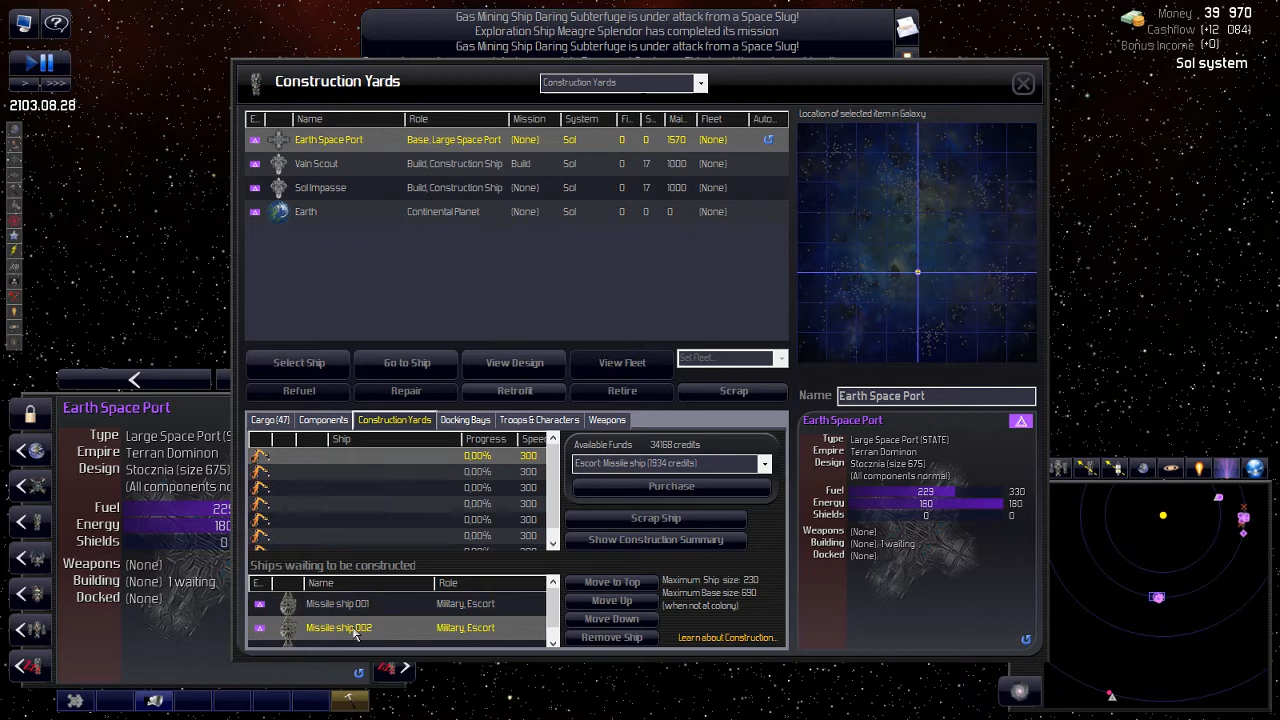 Gas Mining Ship Daring Subterfuge is under attack from a Space Slug!
Exploration Ship Meagre Splendor has completed its mission
Gas Mining Ship Daring Subterfuge is under attack from a Space Slug!
Money 39 970
Cashflow (+12 084)
Bonus Income (+0)
Sol system
> >>>
2103.08.28
Construction Yards
Construction Yards
E... Name Role Mission System Fi... S... Mai... Fleet Auto...
Earth Space Port Base, Large Space Port (None) Sol 0 0 1570 (None)
Vain Scout Build, Construction Ship Build Sol 0 17 1000 (None)
Sol Impasse Build, Construction Ship (None) Sol 0 17 1000 (None)
Earth Continental Planet (None) Sol 0 0 0 (None)
Location of selected item in Galaxy
Select Ship Go to Ship View Design View Fleet Set Fleet...
Refuel Repair Retrofit Retire Scrap
Name Earth Space Port
Cargo (47) Components Construction Yards Docking Bays Troops & Characters Weapons
Ship Progress Speed
0,00% 300
0,00% 300
0,00% 300
0,00% 300
0,00% 300
0,00% 300
Available Funds 34168 credits
Escort: Missile ship (1934 credits)
Purchase
Scrap Ship
Show Construction Summary
Ships waiting to be constructed
E... Name Role
Missile ship 001 Military, Escort
Missile ship 002 Military, Escort
Move to Top
Move Up
Move Down
Remove Ship
Maximum Ship size: 230
Maximum Base size: 690
(when not at colony)
Learn about Construction...
Earth Space Port
Type Large Space Port (STATE)
Empire Terran Dominon
Design Stocznia (size 675)
(All components normal)
Fuel 229 330
Energy 180 180
Shields 0 0
Weapons (None)
Building (None) 1 waiting
Docked (None)
Earth Space Port
Type Large Space Port (S
Empire Terran Dominon
Design Stocznia (size 675)
(All components normal)
Fuel 229
Energy 180
Shields 0
Weapons (None)
Building (None) 1 waiting
Docked (None)